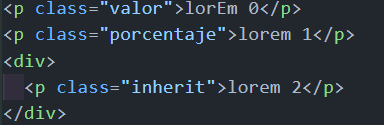 <p class="valor">lorEm 0</p>
<p class="porcentaje">lorem 1</p>
<div>
  <p class="inherit">lorem 2</p>
</div>